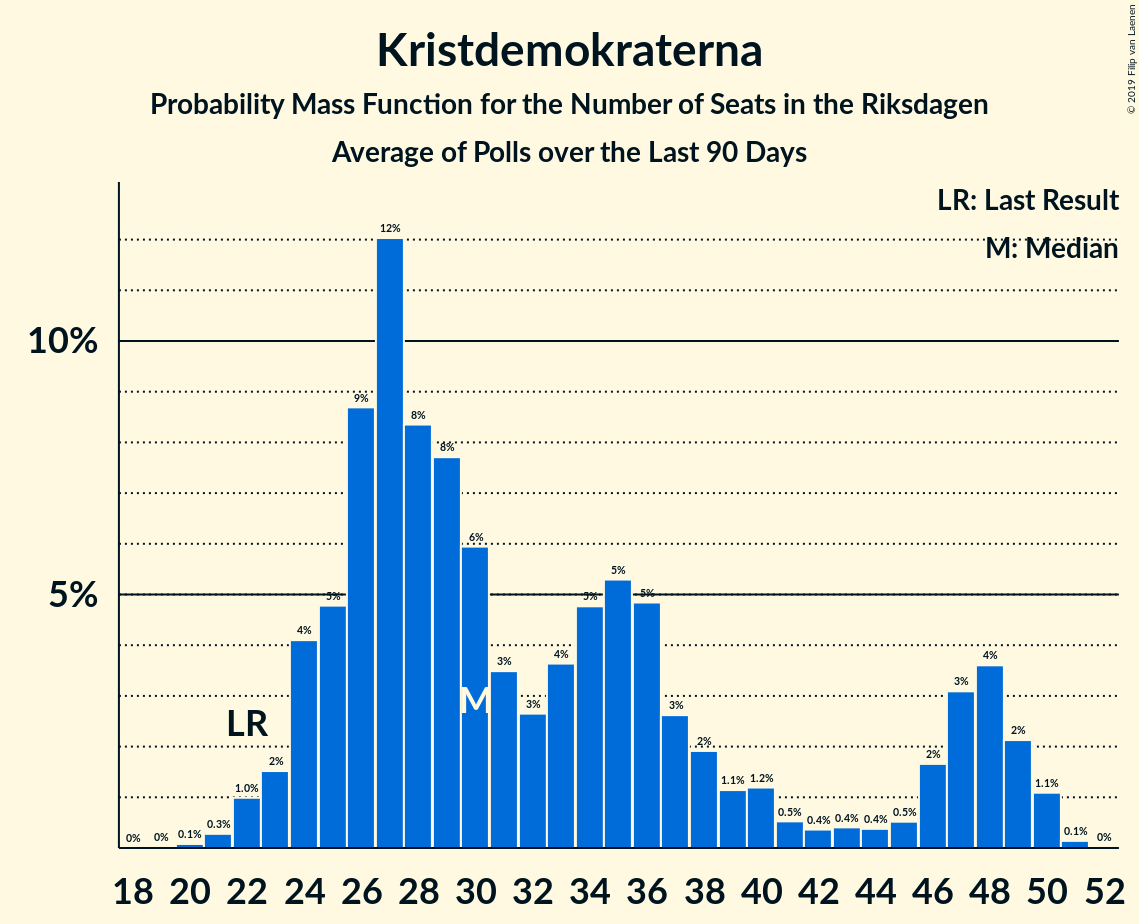 Kristdemokraterna
Probability Mass Function for the Number of Seats in the Riksdagen
Average of Polls over the Last 90 Days
© 2019 Filip van Laenen
LR: Last Result
M: Median
10%
5%
0% 0% 0.1% 0.3% 1.0% 2% 4% 5% 9% 12% 8% 8% 6% 3% 3% 4% 5% 5% 5% 3% 2% 1.1% 1.2% 0.5% 0.4% 0.4% 0.4% 0.5% 2% 3% 4% 2% 1.1% 0.1% 0%
LR
M
18 20 22 24 26 28 30 32 34 36 38 40 42 44 46 48 50 52